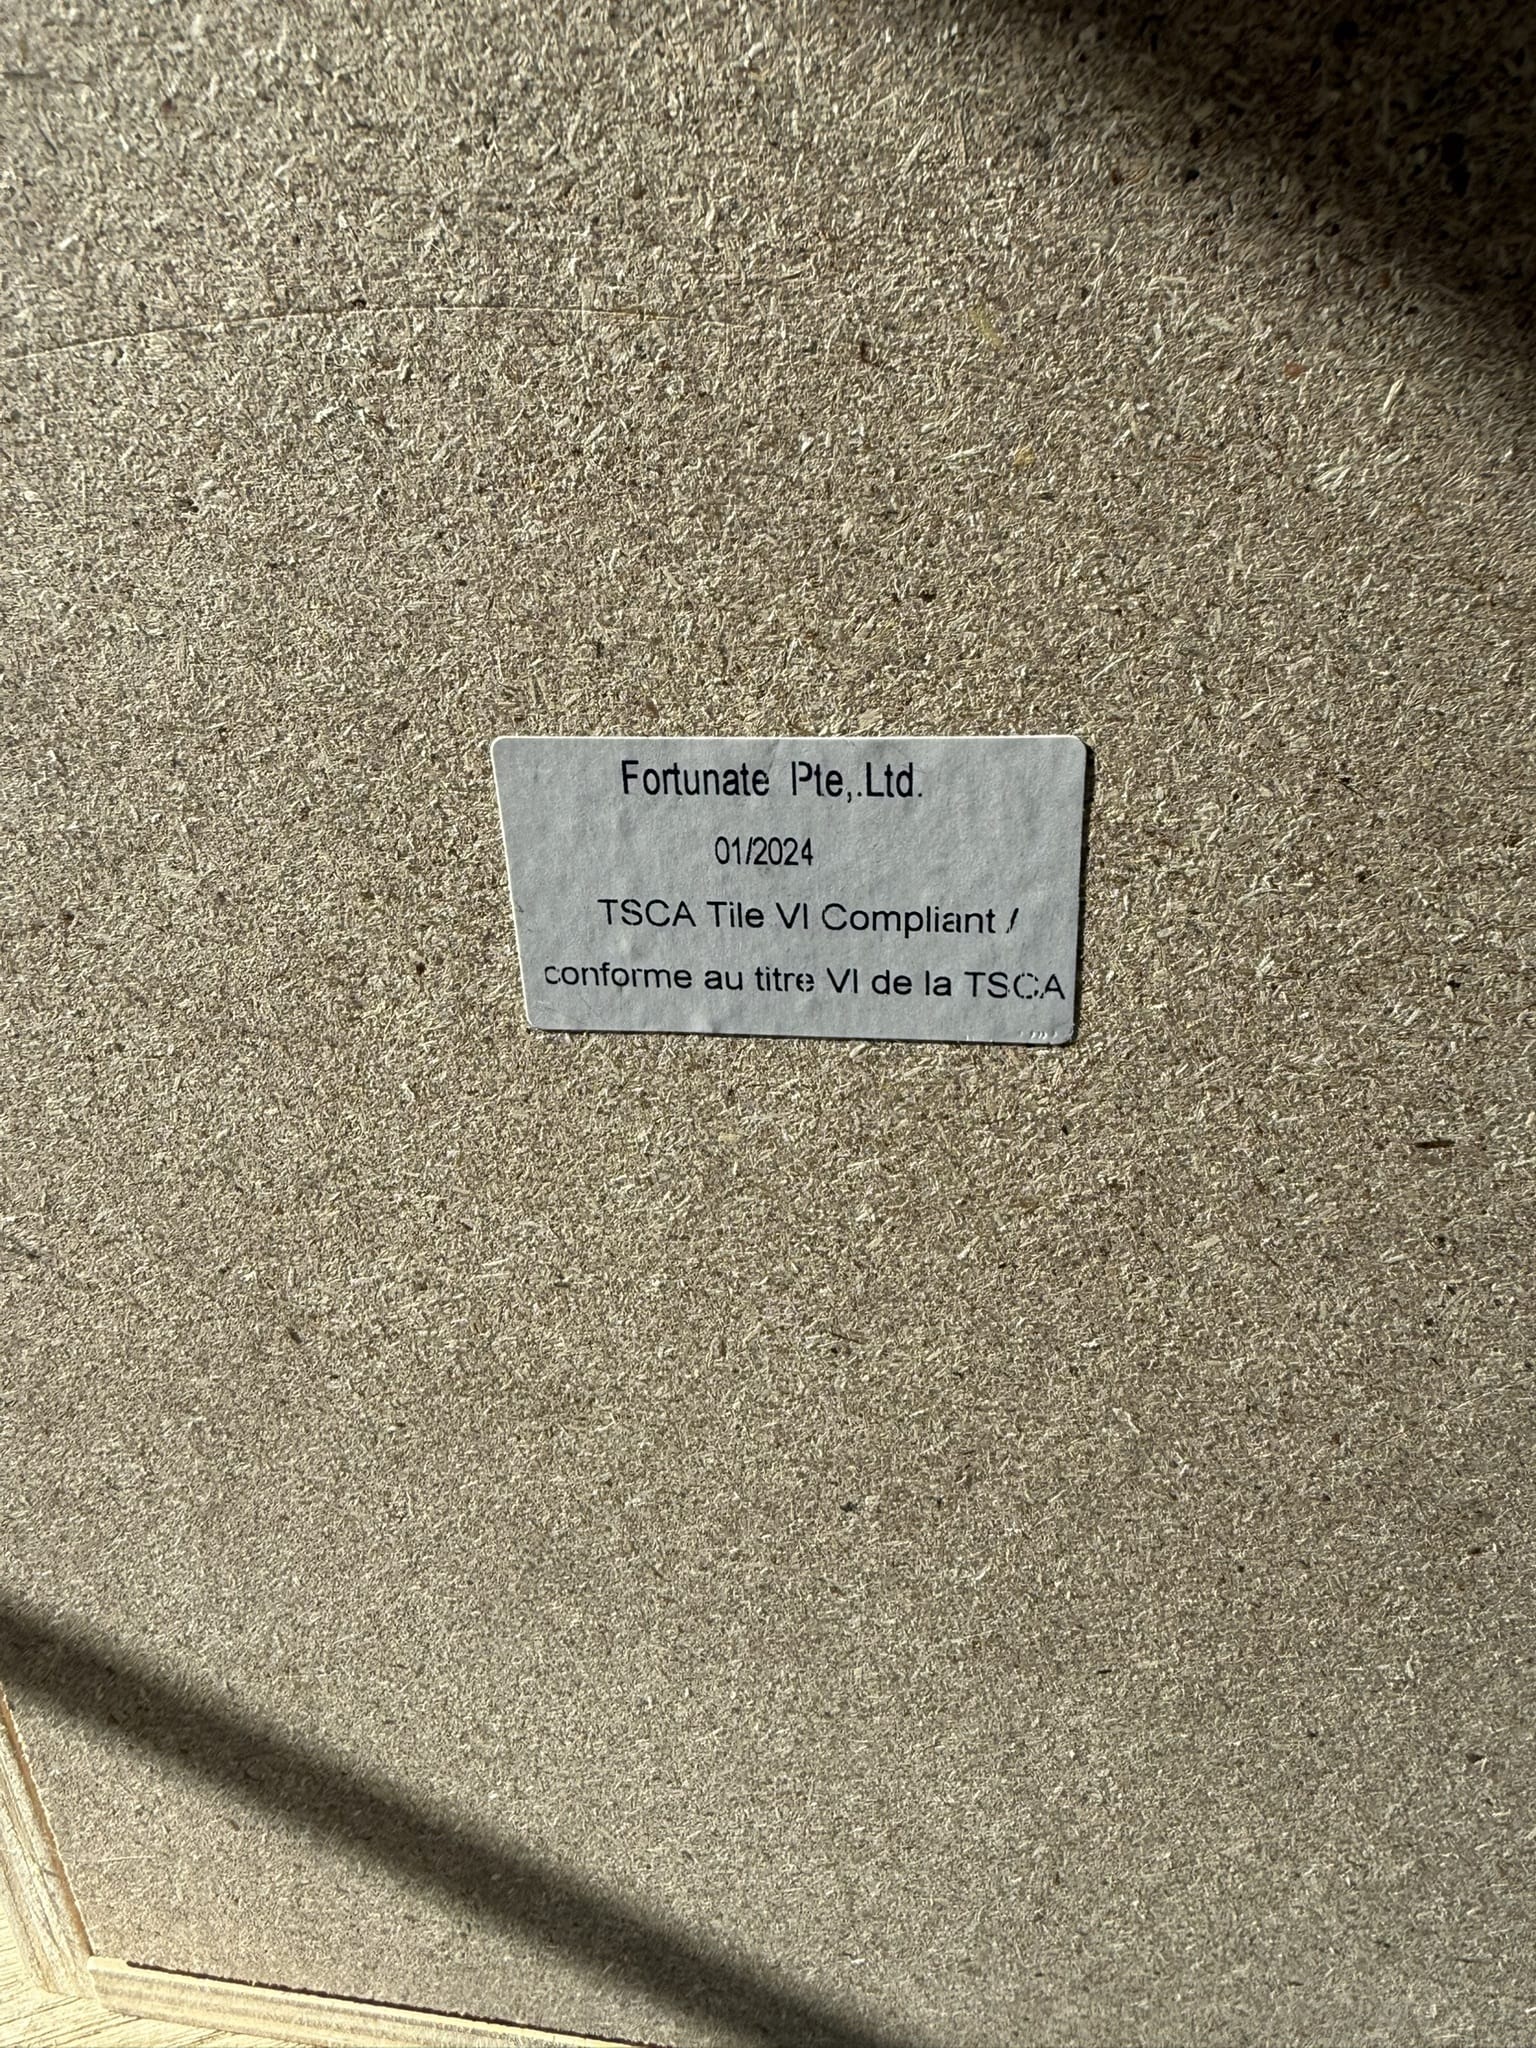 Fortunate Pte,.Ltd.
01/2024
TSCA Tile VI Compliant /
conforme au titre VI de la TSCA